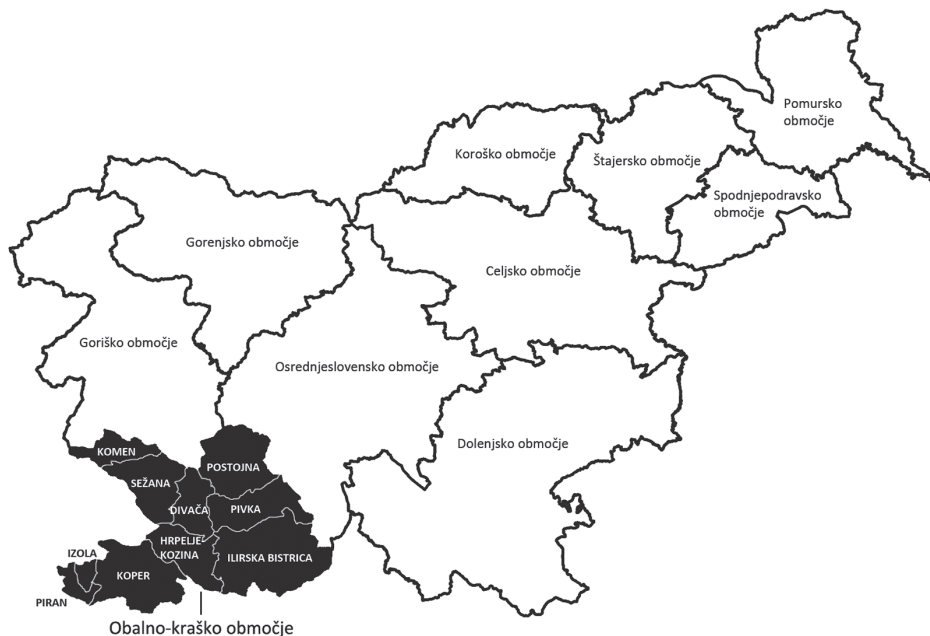 Pomursko
območje
Koroško območje
Štajersko območje
Spodnjepodravsko
območje
Gorenjsko območje
Celjsko območje
Goriško območje
Osrednjeslovensko območje
Dolenjsko območje
KOMEN
POSTOJNA
SEŽANA
DIVAČA
PIVKA
HRPELJE-
KOZINA
IZOLA
ILIRSKA BISTRICA
KOPER
PIRAN
Obalno-kraško območje